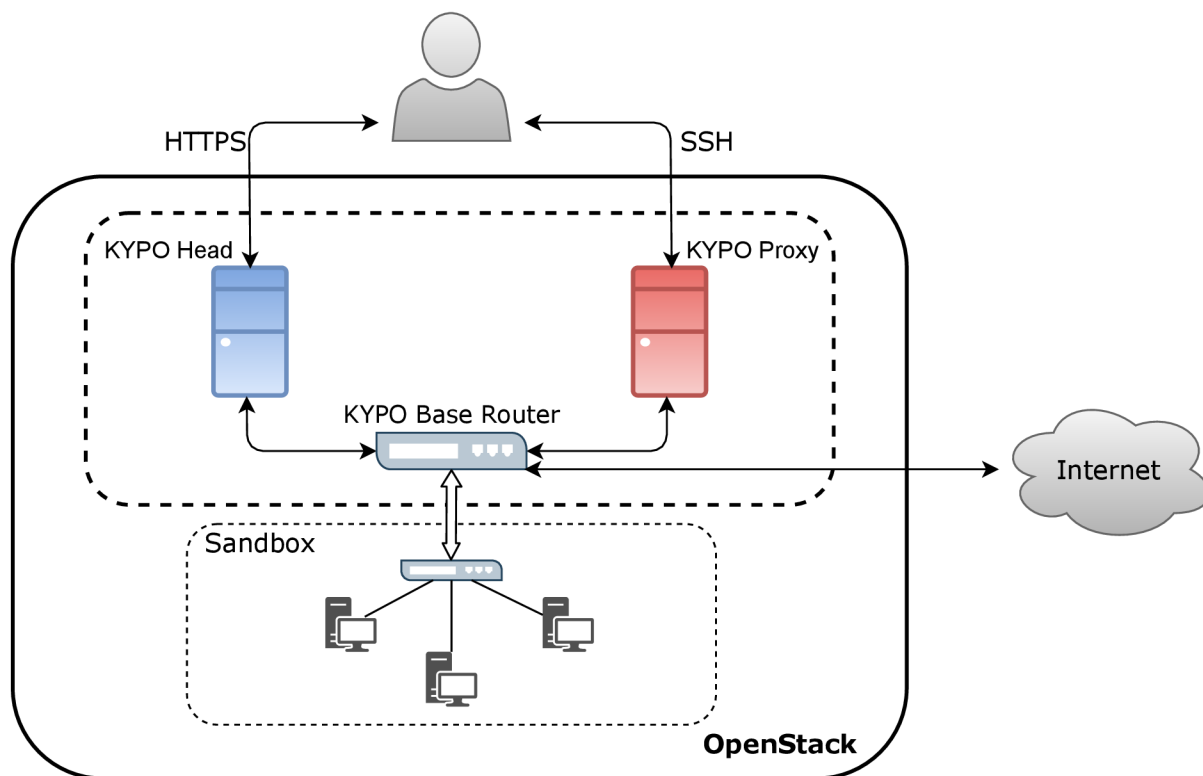 HTTPS
SSH
KYPO Head
KYPO Proxy
KYPO Base Router
Internet
Sandbox
OpenStack